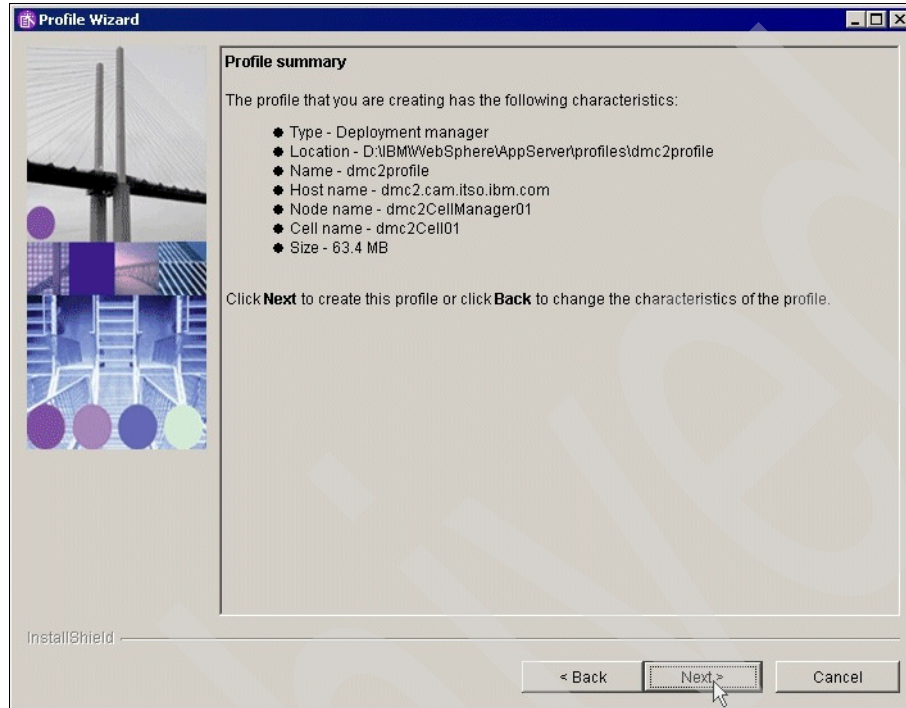 Profile Wizard
Profile summary
The profile that you are creating has the following characteristics:
● Type - Deployment manager
● Location - D:\IBM\WebSphere\AppServer\profiles\dmc2profile
● Name - dmc2profile
● Host name - dmc2.cam.itso.ibm.com
● Node name - dmc2CellManager01
● Cell name - dmc2Cell01
● Size - 63.4 MB
Click Next to create this profile or click Back to change the characteristics of the profile.
InstallShield
< Back Next > Cancel